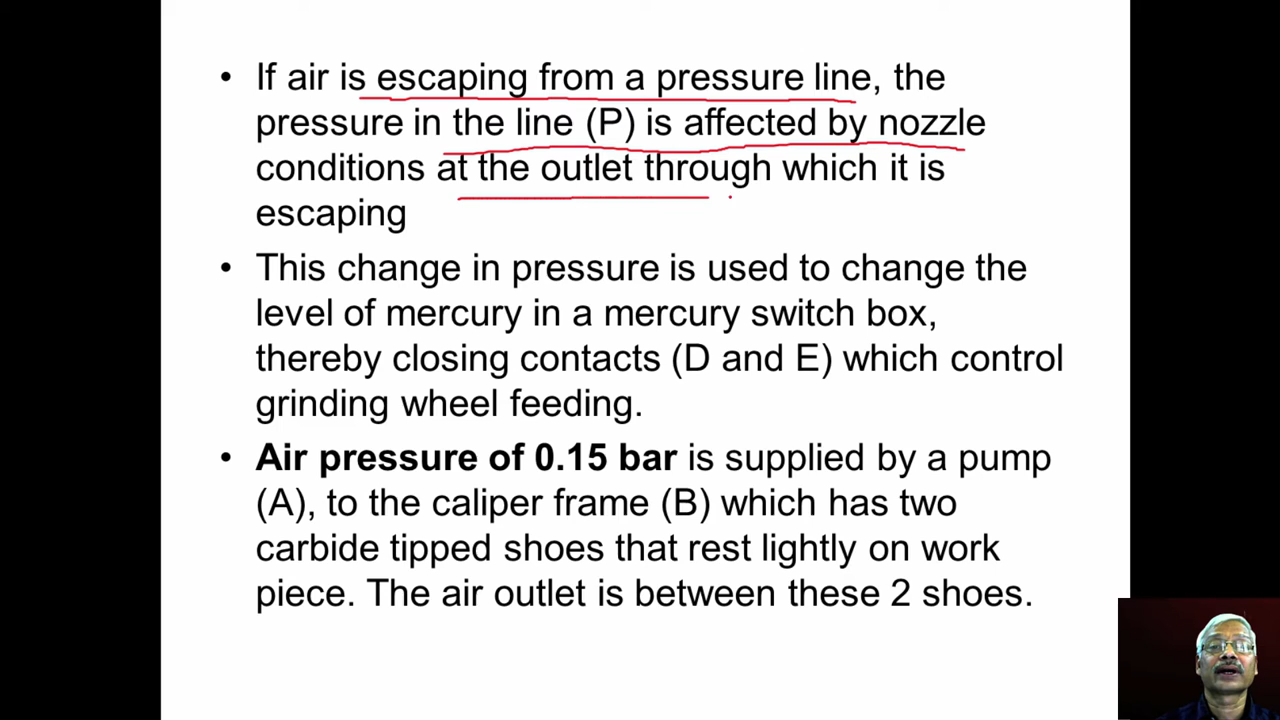 • If air is escaping from a pressure line, the
pressure in the line (P) is affected by nozzle
conditions at the outlet through which it is
escaping
• This change in pressure is used to change the
level of mercury in a mercury switch box,
thereby closing contacts (D and E) which control
grinding wheel feeding.
• Air pressure of 0.15 bar is supplied by a pump
(A), to the caliper frame (B) which has two
carbide tipped shoes that rest lightly on work
piece. The air outlet is between these 2 shoes.